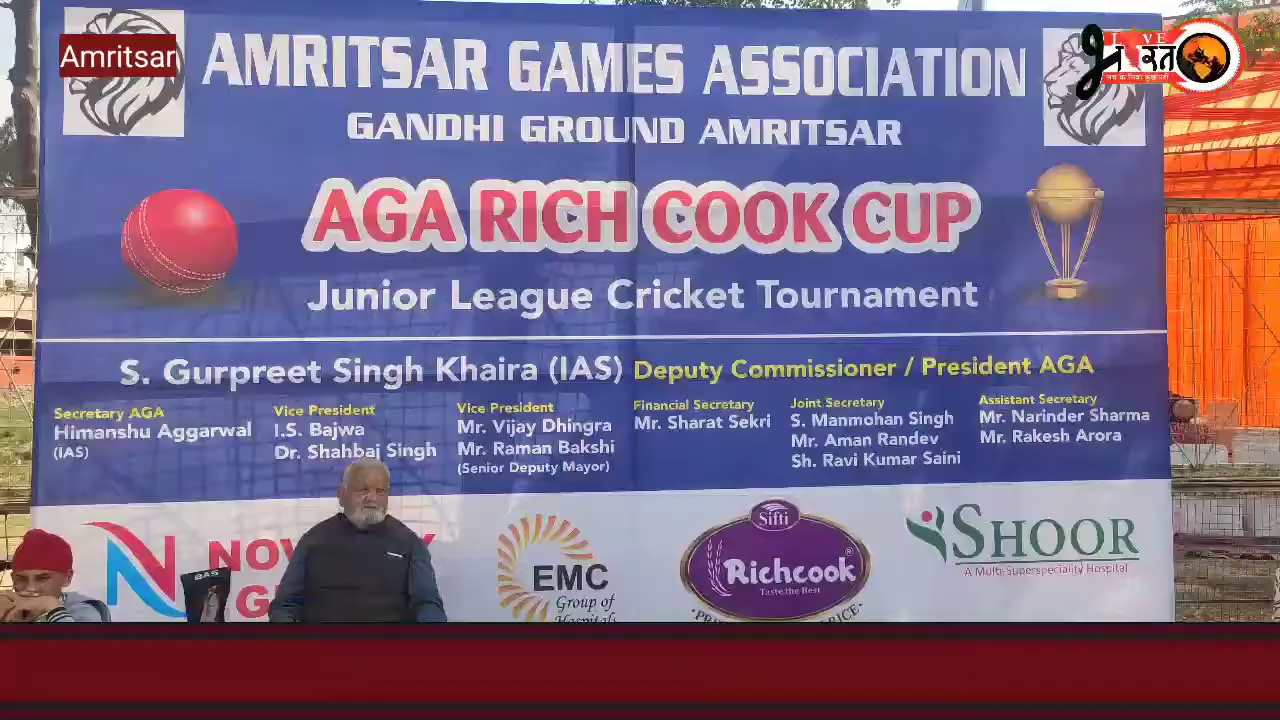 Amritsar
LIVE
भारत
AMRITSAR GAMES ASSOCIATION
GANDHI GROUND AMRITSAR
AGA RICH COOK CUP
Junior League Cricket Tournament
S. Gurpreet Singh Khaira (IAS) Deputy Commissioner / President AGA
Secretary AGA
Himanshu Aggarwal
(IAS)
Vice President
I.S. Bajwa
Dr. Shahbaj Singh
Vice President
Mr. Vijay Dhingra
Mr. Raman Bakshi
(Senior Deputy Mayor)
Financial Secretary
Mr. Sharat Sekri
Joint Secretary
S. Manmohan Singh
Mr. Aman Randev
Sh. Ravi Kumar Saini
Assistant Secretary
Mr. Narinder Sharma
Mr. Rakesh Arora
BAS
EMC
Group of
Hospitals
Sifti
Richcook®
Taste the Best
SHOOR
A Multi-Superspeciality Hospital